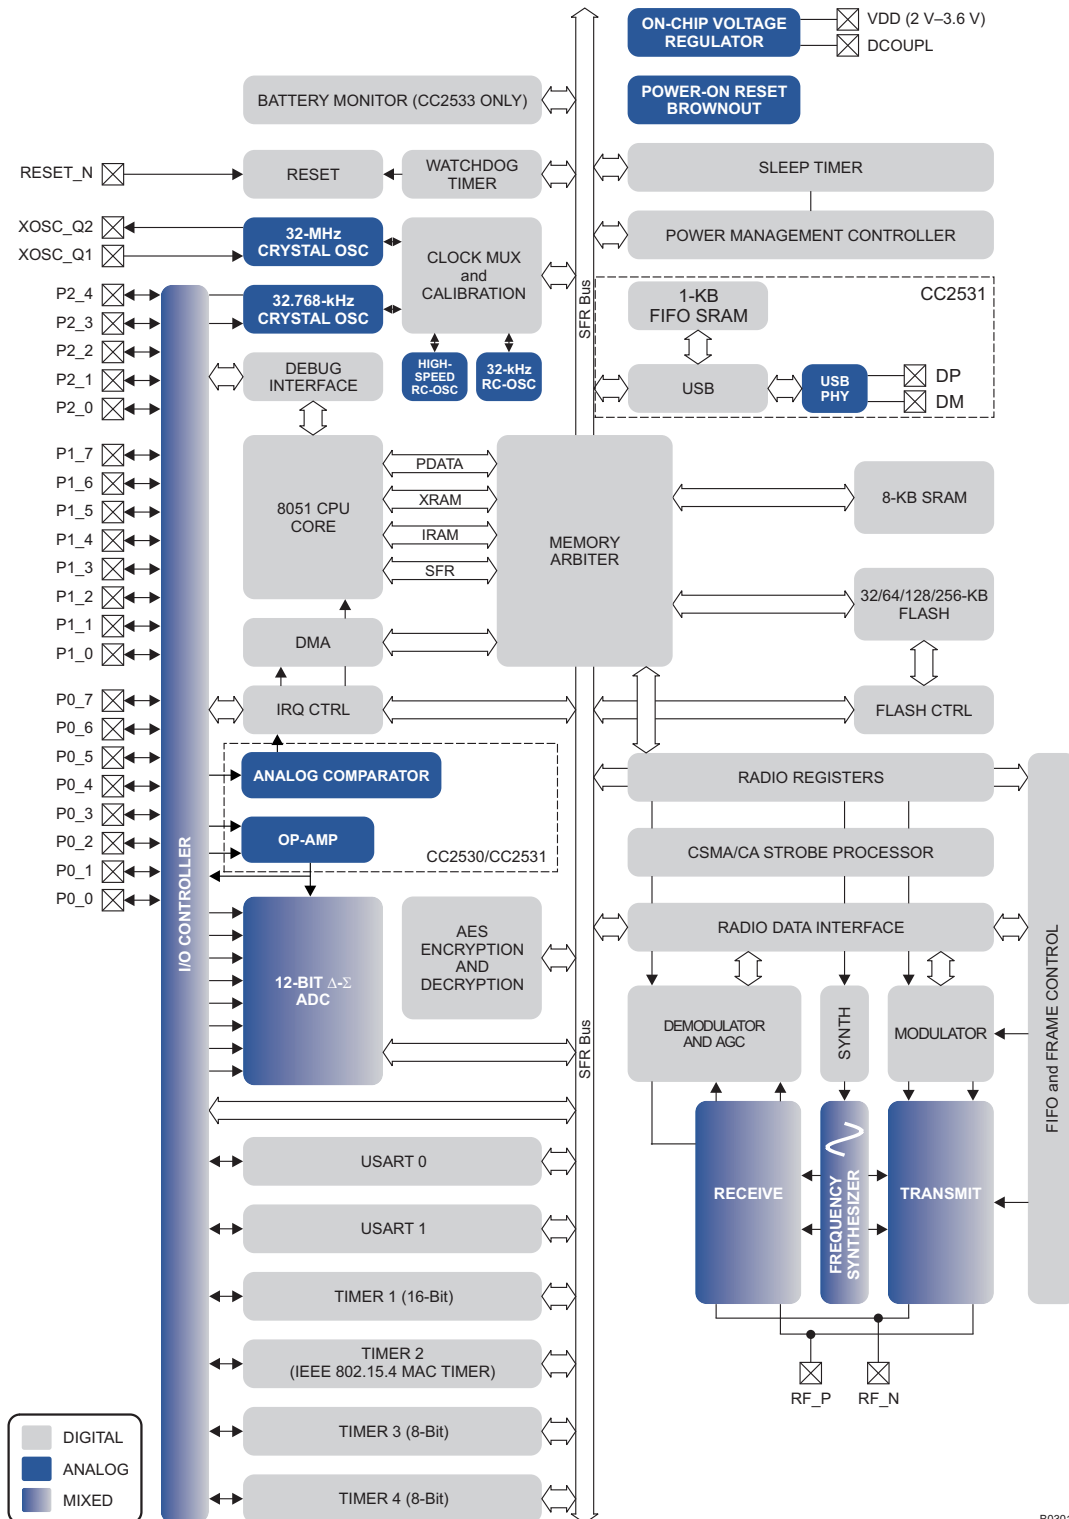 ON-CHIP VOLTAGE
REGULATOR
VDD (2 V–3.6 V)
DCOUPL
BATTERY MONITOR (CC2533 ONLY)
POWER-ON RESET
BROWNOUT
RESET_N
RESET
WATCHDOG
TIMER
SLEEP TIMER
XOSC_Q2
XOSC_Q1
32-MHz
CRYSTAL OSC
CLOCK MUX
and
CALIBRATION
POWER MANAGEMENT CONTROLLER
P2_4
P2_3
P2_2
P2_1
P2_0
32.768-kHz
CRYSTAL OSC
HIGH-
SPEED
RC-OSC
32-kHz
RC-OSC
DEBUG
INTERFACE
SFR Bus
1-KB
FIFO SRAM
CC2531
USB
USB
PHY
DP
DM
P1_7
P1_6
P1_5
P1_4
P1_3
P1_2
P1_1
P1_0
8051 CPU
CORE
PDATA
XRAM
IRAM
SFR
MEMORY
ARBITER
8-KB SRAM
32/64/128/256-KB
FLASH
DMA
P0_7
P0_6
P0_5
P0_4
P0_3
P0_2
P0_1
P0_0
IRQ CTRL
FLASH CTRL
ANALOG COMPARATOR
OP-AMP
CC2530/CC2531
RADIO REGISTERS
CSMA/CA STROBE PROCESSOR
RADIO DATA INTERFACE
I/O CONTROLLER
12-BIT Δ-Σ
ADC
AES
ENCRYPTION
AND
DECRYPTION
SFR Bus
DEMODULATOR
AND AGC
SYNTH
MODULATOR
FIFO and FRAME CONTROL
RECEIVE
FREQUENCY
SYNTHESIZER
TRANSMIT
USART 0
USART 1
TIMER 1 (16-Bit)
TIMER 2
(IEEE 802.15.4 MAC TIMER)
TIMER 3 (8-Bit)
TIMER 4 (8-Bit)
RF_P
RF_N
DIGITAL
ANALOG
MIXED